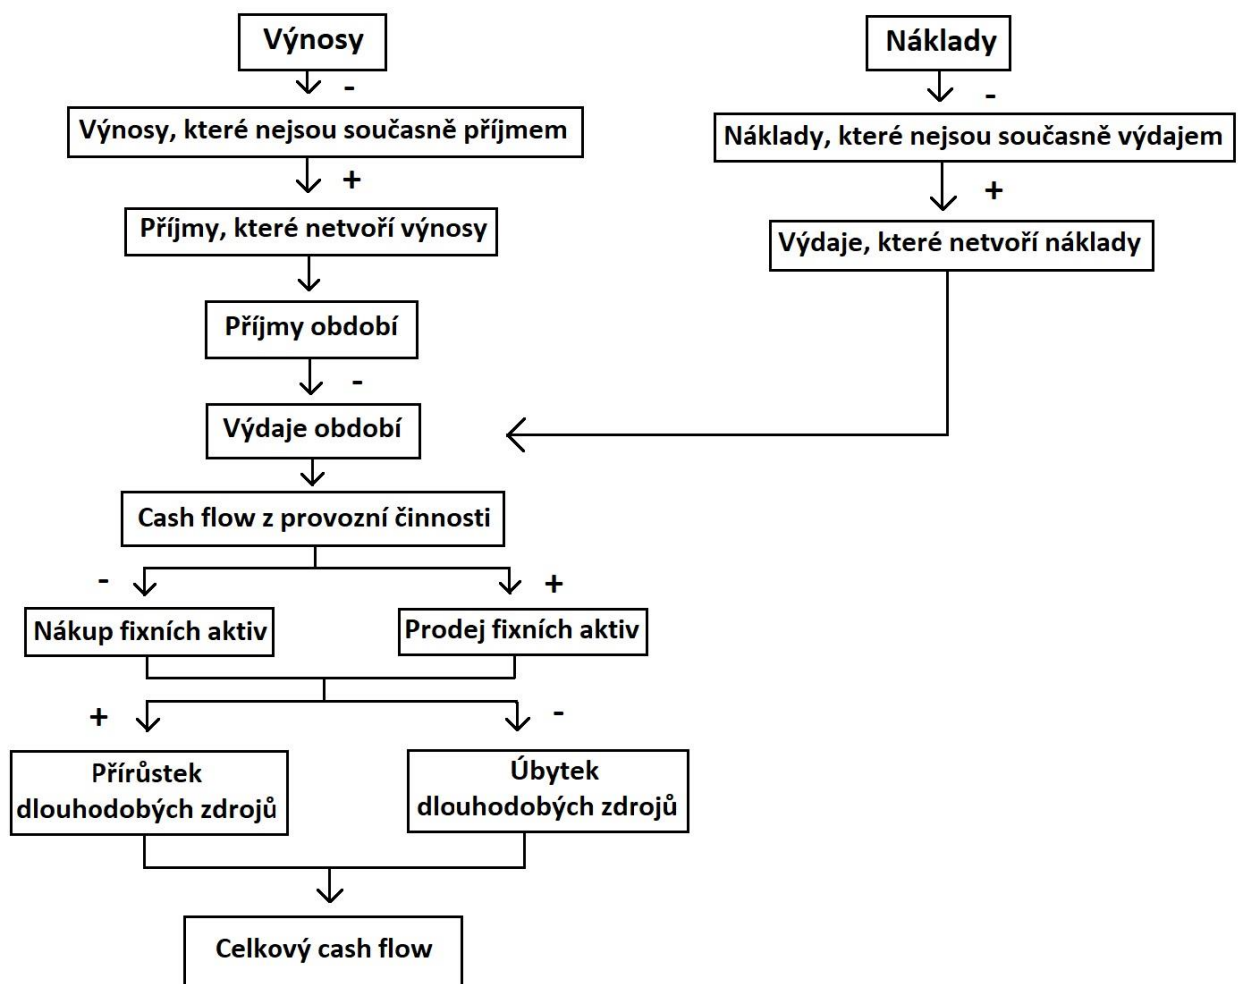 Výnosy
-
Výnosy, které nejsou současně příjmem
+
Příjmy, které netvoří výnosy
Příjmy období
-
Výdaje období
Náklady
-
Náklady, které nejsou současně výdajem
+
Výdaje, které netvoří náklady
Cash flow z provozní činnosti
-
Nákup fixních aktiv
+
Prodej fixních aktiv
+
Přírůstek
dlouhodobých zdrojů
-
Úbytek
dlouhodobých zdrojů
Celkový cash flow